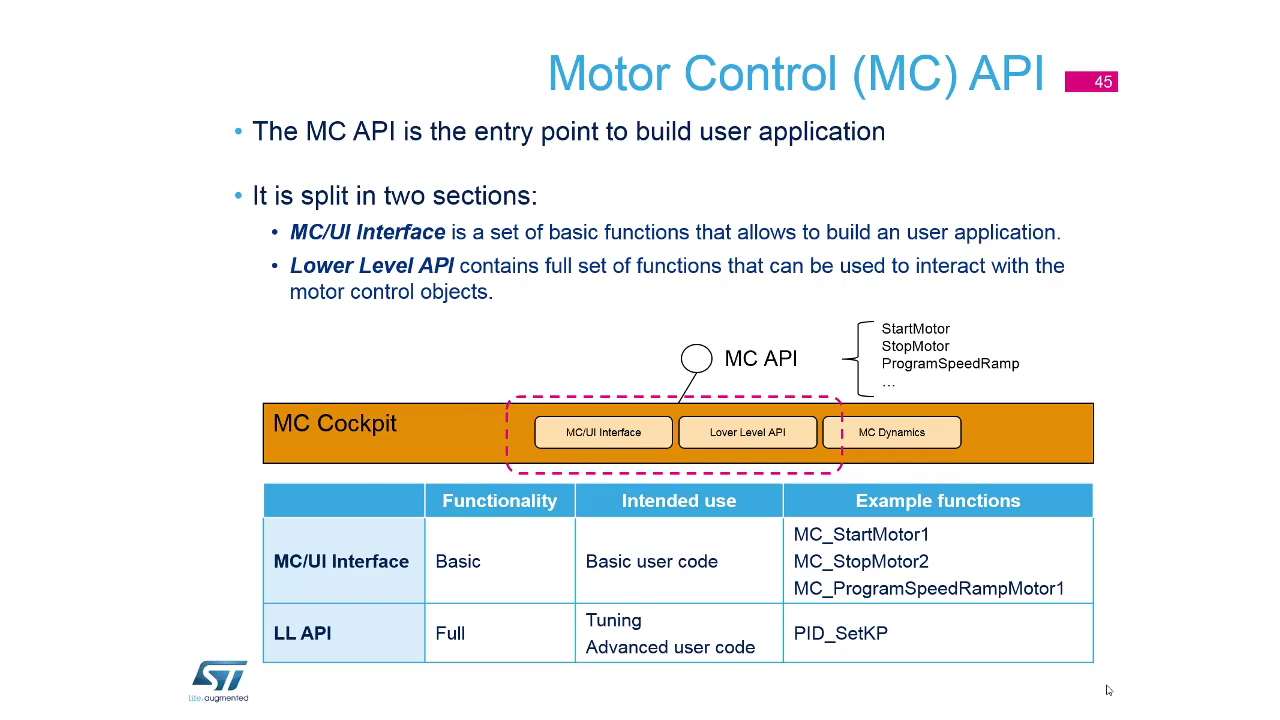 Motor Control (MC) API
45
• The MC API is the entry point to build user application
• It is split in two sections:
• MC/UI Interface is a set of basic functions that allows to build an user application.
• Lower Level API contains full set of functions that can be used to interact with the
motor control objects.
StartMotor
StopMotor
MC API
ProgramSpeedRamp
...
MC Cockpit
MC/UI Interface
Lover Level API
MC Dynamics
Functionality
Intended use
Example functions
MC/UI Interface
Basic
Basic user code
MC_StartMotor1
MC_StopMotor2
MC_ProgramSpeedRampMotor1
LL API
Full
Tuning
Advanced user code
PID_SetKP
ST
life.augmented